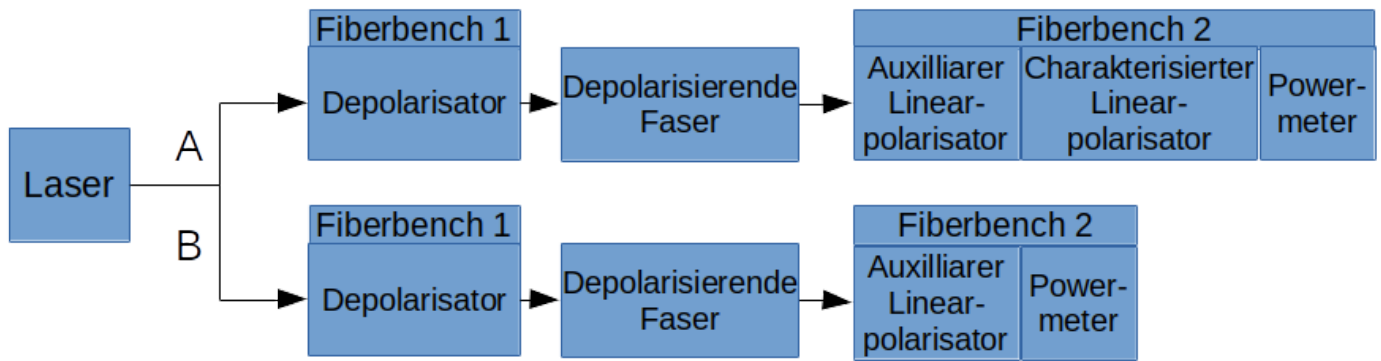 Fiberbench 1
Depolarisator
Depolarisierende
Faser
Fiberbench 2
Auxilliarer
Linear-
polarisator
Charakterisierter
Linear-
polarisator
Power-
meter
Laser
A
B
Fiberbench 1
Depolarisator
Depolarisierende
Faser
Fiberbench 2
Auxilliarer
Linear-
polarisator
Power-
meter